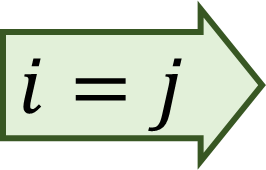 i = j